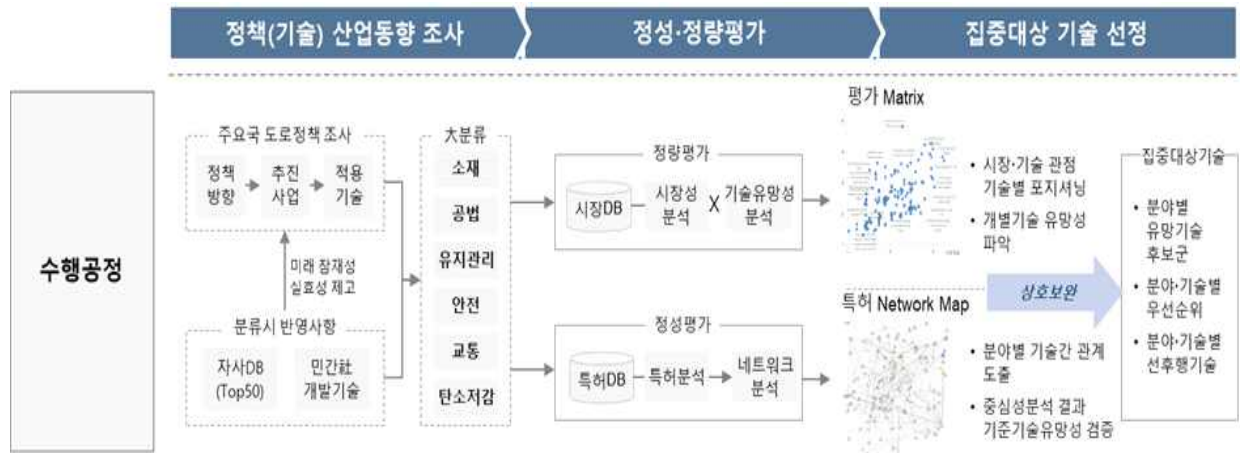 정책(기술) 산업동향 조사
정성·정량평가
집중대상 기술 선정
수행공정
주요국 도로정책 조사
정책
방향
추진
사업
적용
기술
미래 잠재성
실효성 제고
분류시 반영사항
자사DB
(Top50)
민간社
개발기술
大분류
소재
공법
유지관리
안전
교통
탄소저감
정량평가
시장DB
시장성
분석
X
기술유망성
분석
정성평가
특허DB
특허분석
네트워크
분석
평가 Matrix
• 시장·기술 관점
기술별 포지셔닝
• 개별기술 유망성
파악
상호보완
특허 Network Map
• 분야별 기술간 관계
도출
• 중심성분석 결과
기준기술유망성 검증
집중대상기술
• 분야별
유망기술
후보군
• 분야·기술별
우선순위
• 분야·기술별
선후행기술